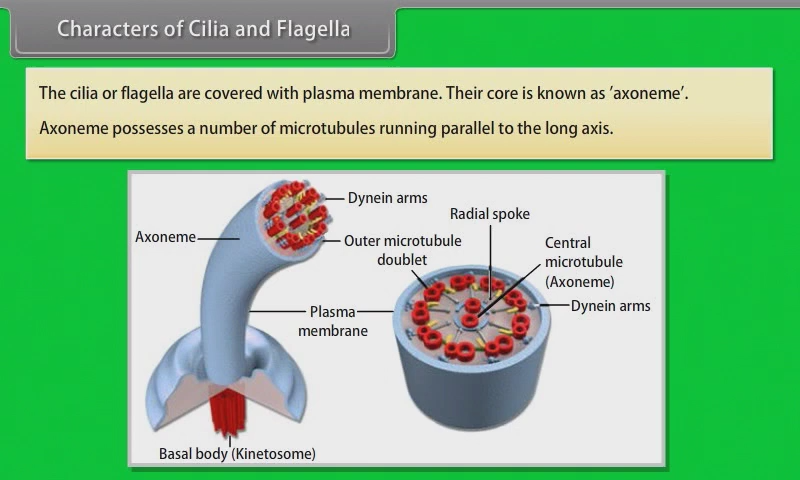 Characters of Cilia and Flagella
The cilia or flagella are covered with plasma membrane. Their core is known as ‘axoneme’.
Axoneme possesses a number of microtubules running parallel to the long axis.
Dynein arms
Radial spoke
Axoneme
Outer microtubule
doublet
Central
microtubule
(Axoneme)
Dynein arms
Plasma
membrane
Basal body (Kinetosome)